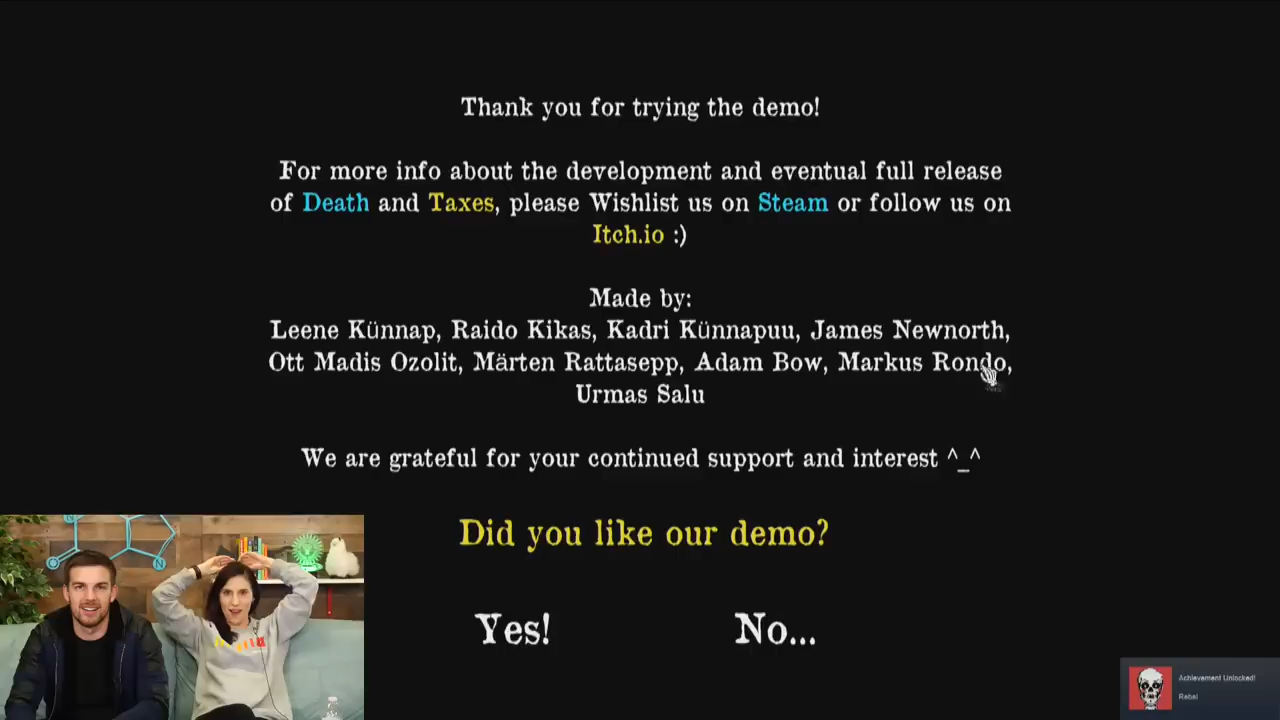 Thank you for trying the demo!
For more info about the development and eventual full release
of Death and Taxes, please Wishlist us on Steam or follow us on
Itch.io :)
Made by:
Leene Künnap, Raido Kikas, Kadri Künnapuu, James Newnorth,
Ott Madis Ozolit, Märten Rattasepp, Adam Bow, Markus Rondo,
Urmas Salu
We are grateful for your continued support and interest ^_^
Did you like our demo?
Yes!
No...
Achievement Unlocked!
Rebel